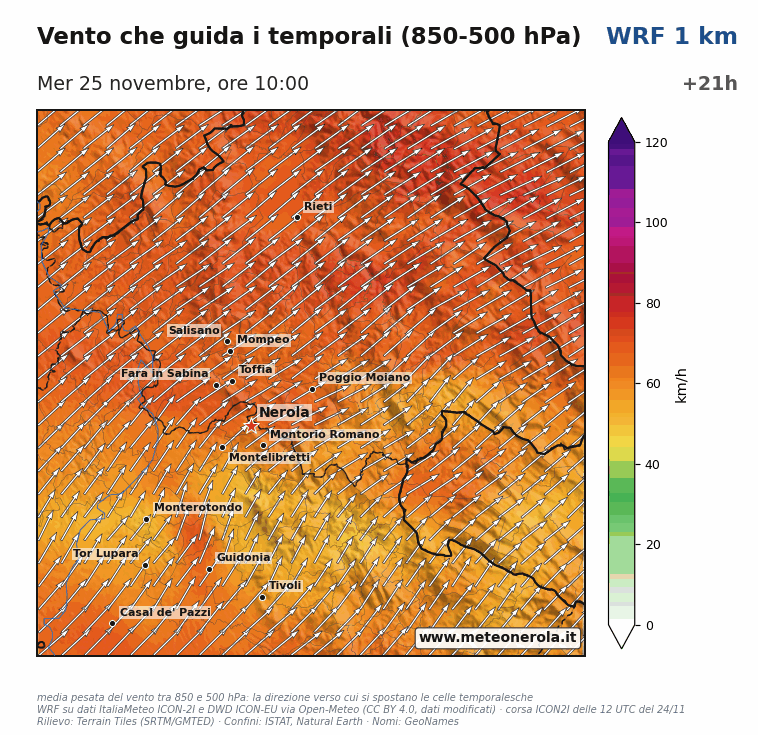 Vento che guida i temporali (850-500 hPa) WRF 1 km
Mer 25 novembre, ore 10:00 +21h
120
100
80
60
40
20
0
km/h
Rieti
Salisano
Mompeo
Fara in Sabina
Toffia
Poggio Moiano
Nerola
Montorio Romano
Montelibretti
Monterotondo
Tor Lupara
Guidonia
Tivoli
Casal de' Pazzi
www.meteonerola.it
media pesata del vento tra 850 e 500 hPa: la direzione verso cui si spostano le celle temporalesche
WRF su dati ItaliaMeteo ICON-2I e DWD ICON-EU via Open-Meteo (CC BY 4.0, dati modificati) · corsa ICON2I delle 12 UTC del 24/11
Rilievo: Terrain Tiles (SRTM/GMTED) · Confini: ISTAT, Natural Earth · Nomi: GeoNames